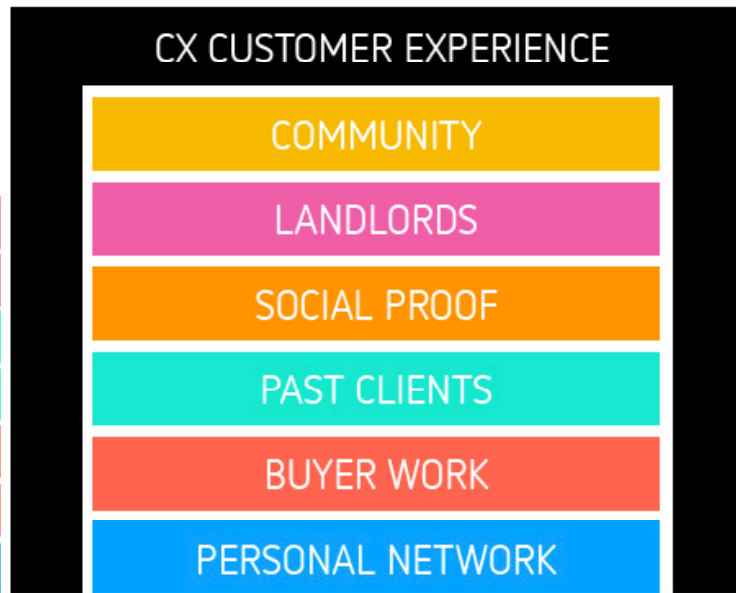 CX CUSTOMER EXPERIENCE
COMMUNITY
LANDLORDS
SOCIAL PROOF
PAST CLIENTS
BUYER WORK
PERSONAL NETWORK